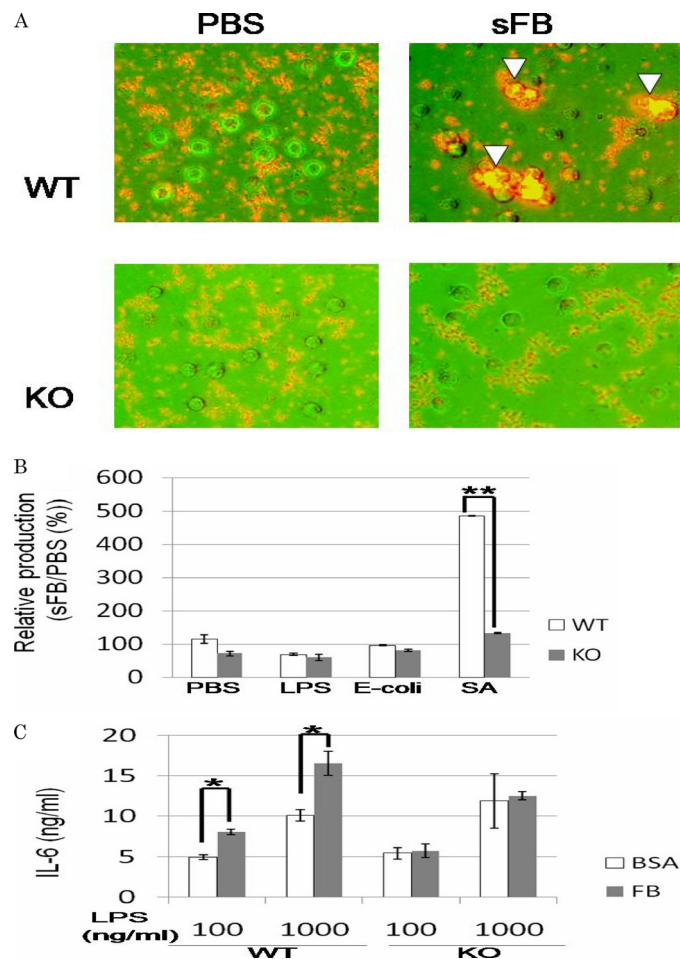 A
PBS sFB
WT
KO
B
Relative production
(sFB/PBS (%))
600
500
400
300
200
100
0
**
PBS LPS E-coli SA
WT
KO
C
IL-6 (ng/ml)
20
15
10
5
0
* *
BSA
FB
LPS
(ng/ml) 100 1000 100 1000
WT KO